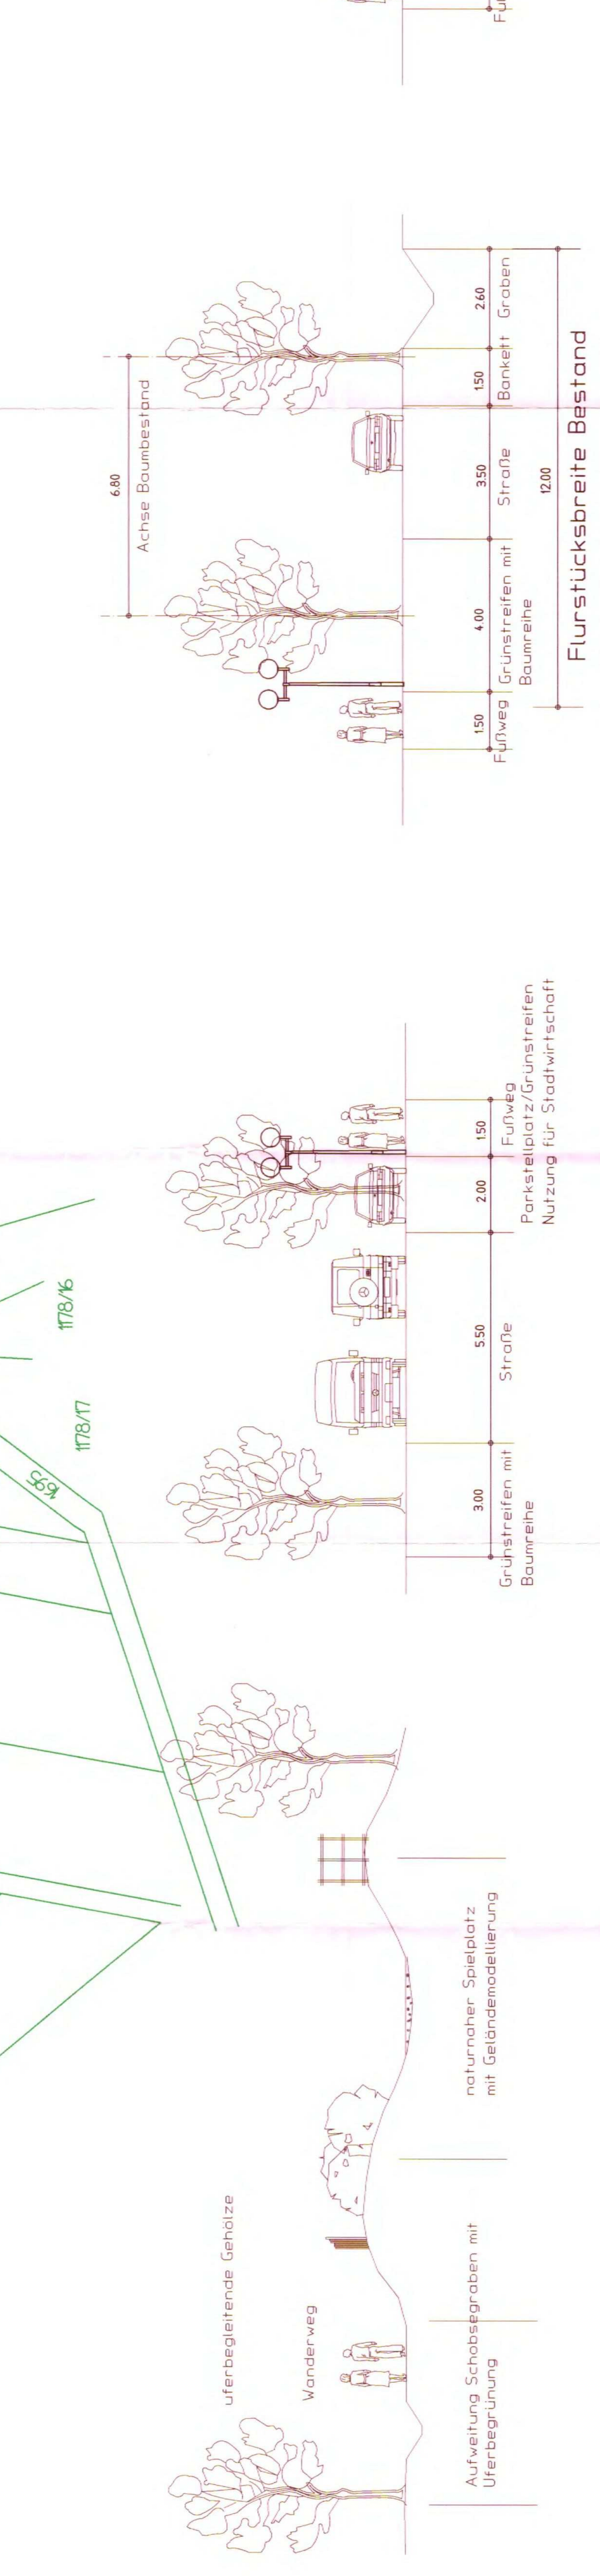 Fu
6.80
Achse Baumbestand
1.50
4.00
3.50
1.50
2.60
Fußweg
Grünstreifen mit
Baumreihe
Straße
Bankett
Graben
12.00
Flurstücksbreite Bestand
3.00
5.50
2.00
1.50
Grünstreifen mit
Baumreihe
Straße
Fußweg
Parkstellplatz/Grünstreifen
Nutzung für Stadtwirtschaft
1178/16
1178/17
1695
uferbegleitende Gehölze
Wanderweg
Aufweitung Schobsegraben mit
Uferbegrünung
naturnaher Spielplatz
mit Geländemodellierung